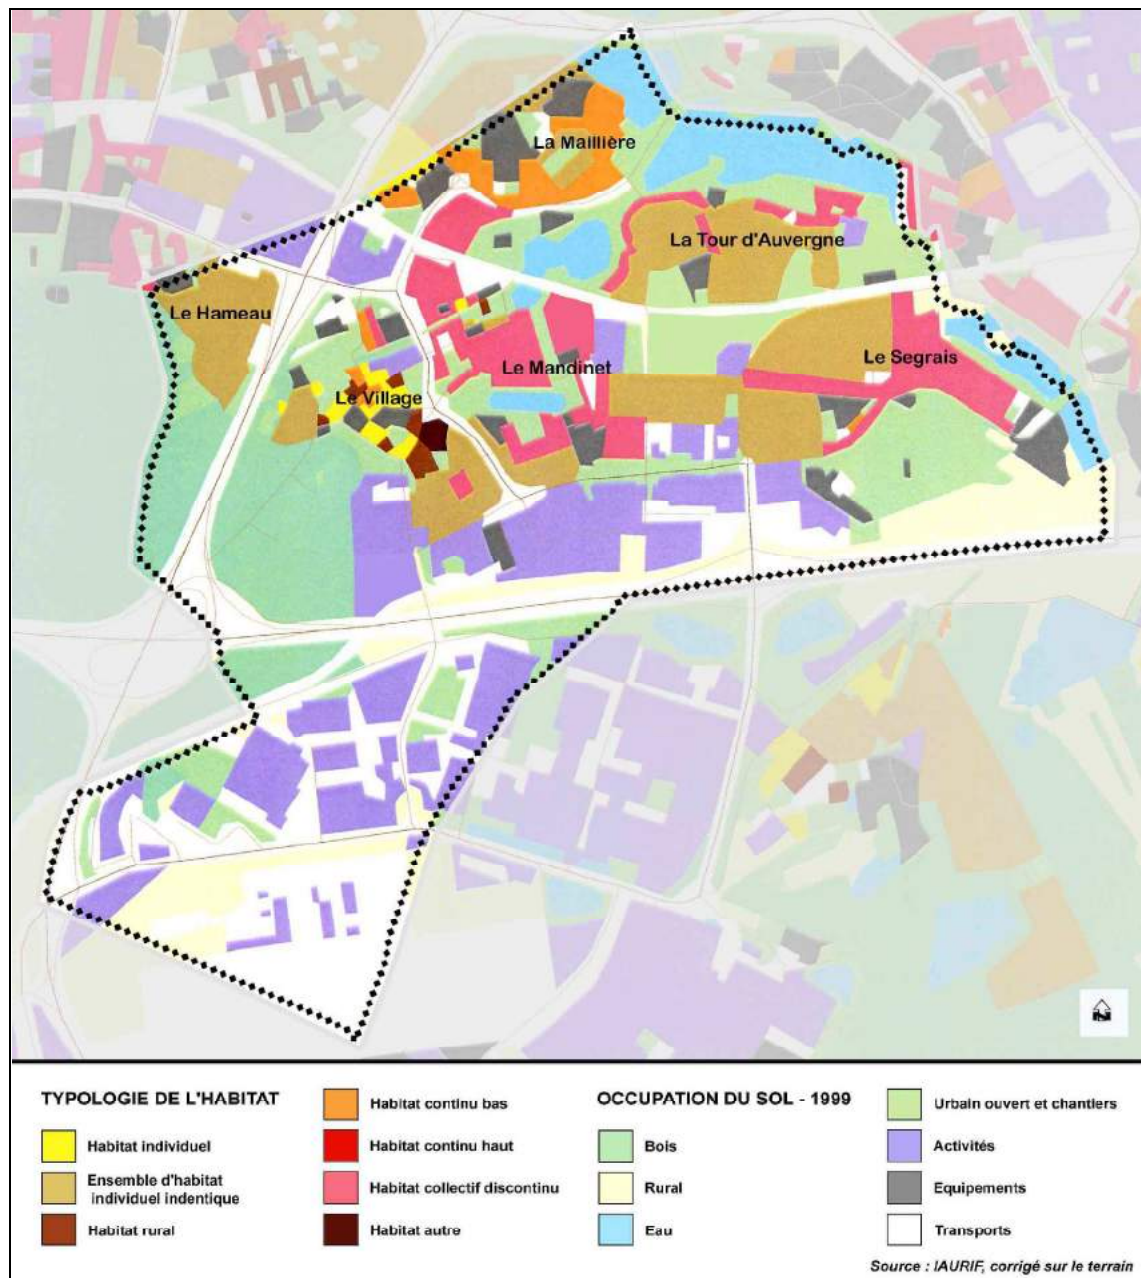 La Maillière
La Tour d'Auvergne
Le Hameau
Le Segrais
Le Mandinet
Le Village
TYPOLOGIE DE L'HABITAT
Habitat individuel
Ensemble d'habitat
individuel indentique
Habitat rural
Habitat continu bas
Habitat continu haut
Habitat collectif discontinu
Habitat autre
OCCUPATION DU SOL - 1999
Bois
Rural
Eau
Urbain ouvert et chantiers
Activités
Equipements
Transports
Source : IAURIF, corrigé sur le terrain